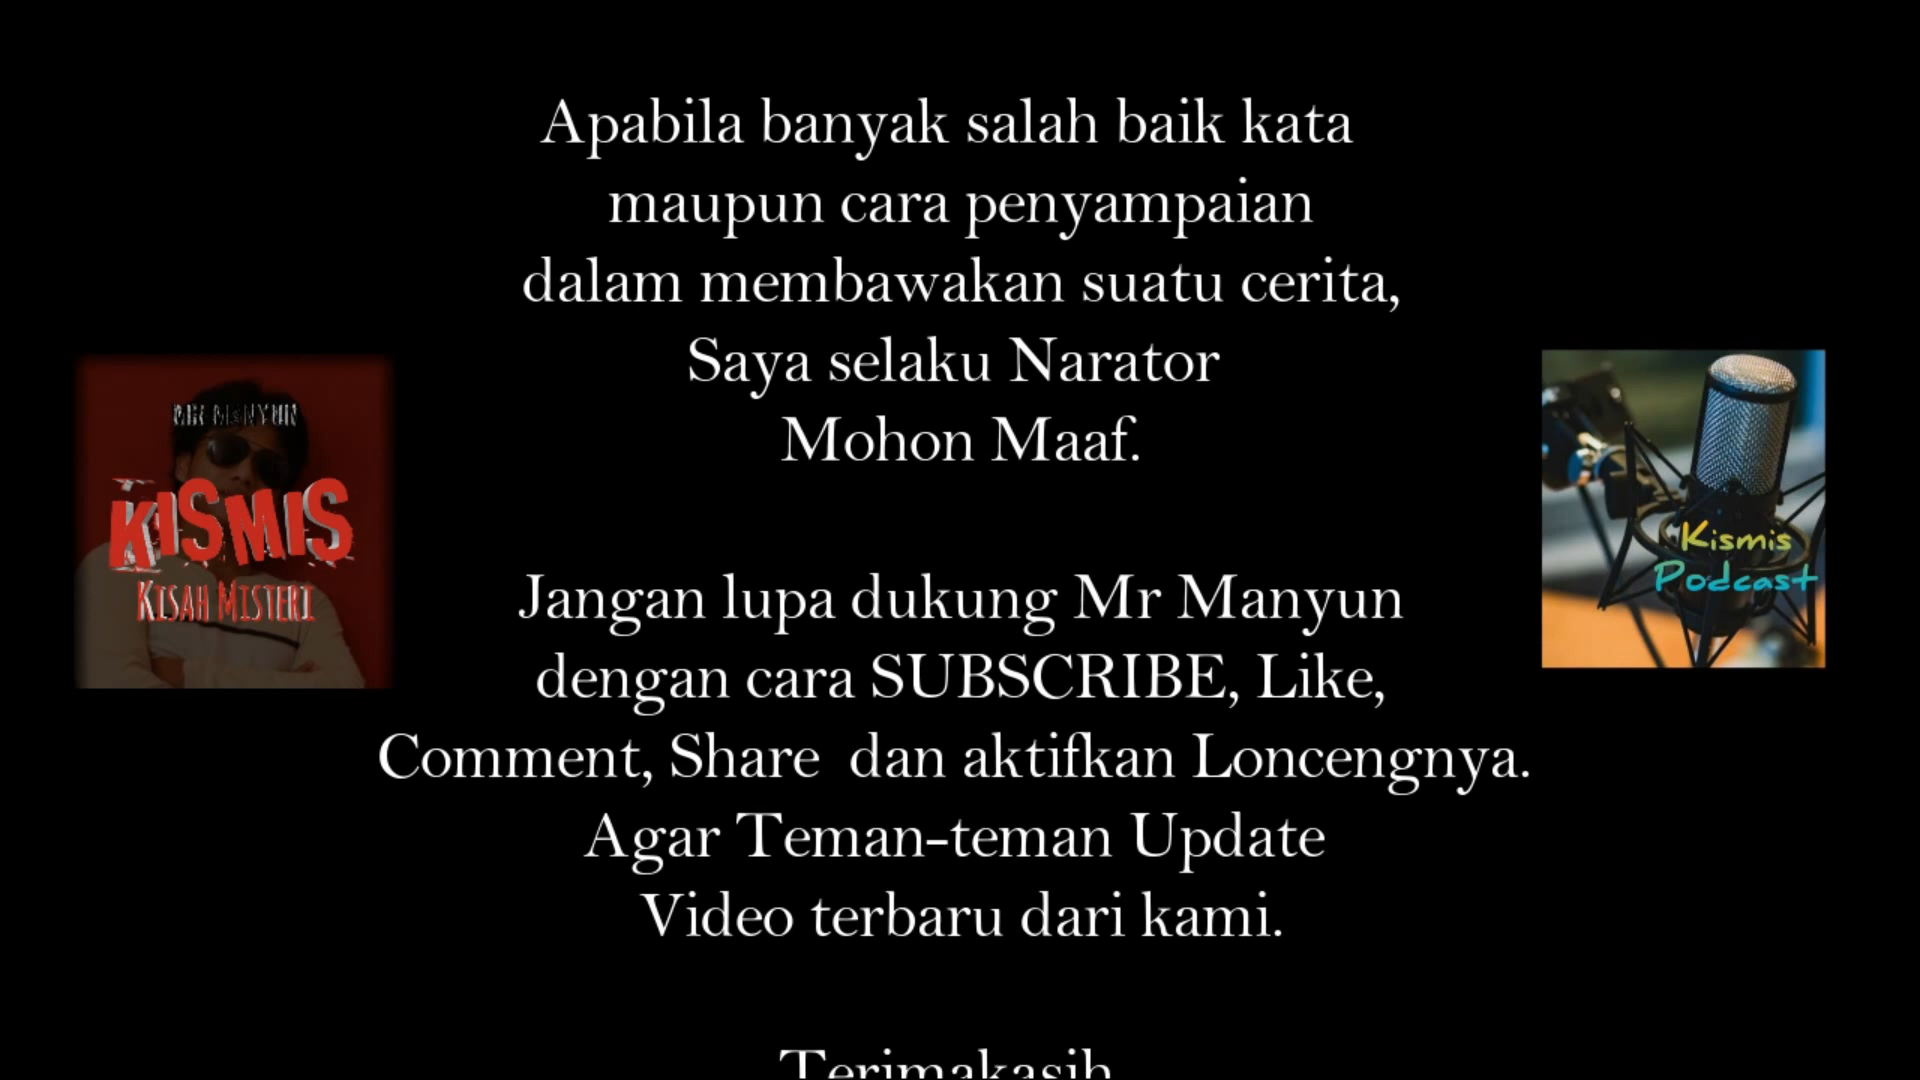 Apabila banyak salah baik kata
maupun cara penyampaian
dalam membawakan suatu cerita,
Saya selaku Narator
Mohon Maaf.
Jangan lupa dukung Mr Manyun
dengan cara SUBSCRIBE, Like,
Comment, Share dan aktifkan Loncengnya.
Agar Teman-teman Update
Video terbaru dari kami.
Terimakasih
MR MANYUN
KISMIS
KISAH MISTERI
Kismis
Podcast